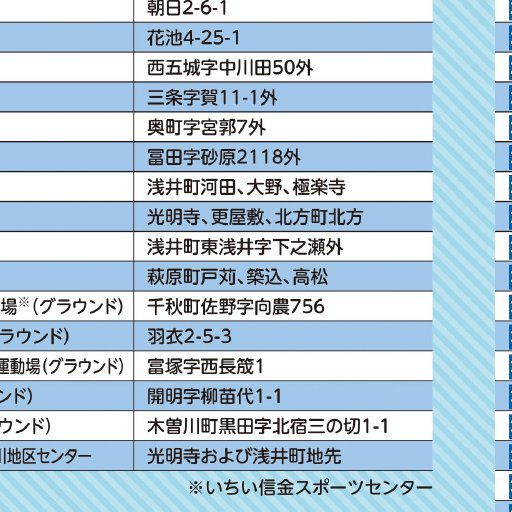 朝日2-6-1
花池4-25-1
西五城字中川田50外
三条字賀11-1外
奥町字宮郭7外
冨田字砂原2118外
浅井町河田、大野、極楽寺
光明寺、更屋敷、北方町北方
浅井町東浅井字下之瀬外
萩原町戸苅、築込、高松
場※(グラウンド) 千秋町佐野字向農756
ラウンド) 羽衣2-5-3
運動場(グラウンド) 富塚字西長筬1
ンド) 開明字柳苗代1-1
ウンド) 木曽川町黒田字北宿三の切1-1
川地区センター 光明寺および浅井町地先
※いちい信金スポーツセンター